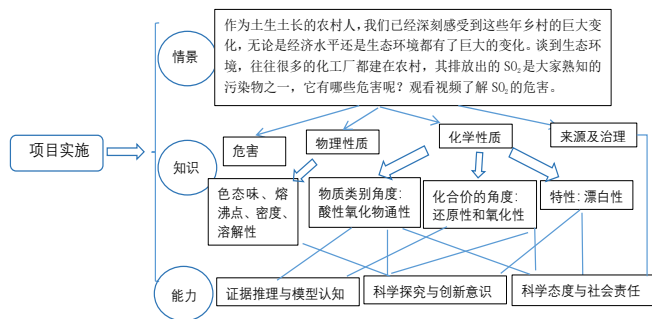 作为土生土长的农村人，我们已经深刻感受到这些年乡村的巨大变
化，无论是经济水平还是生态环境都有了巨大的变化。谈到生态环
境，往往很多的化工厂都建在农村，其排放出的SO₂是大家熟知的
污染物之一，它有哪些危害呢？观看视频了解SO₂的危害。
情景
项目实施
知识
危害
物理性质
化学性质
来源及治理
色态味、熔
沸点、密度、
溶解性
物质类别角度：
酸性氧化物通性
化合价的角度：
还原性和氧化性
特性：漂白性
能力
证据推理与模型认知
科学探究与创新意识
科学态度与社会责任